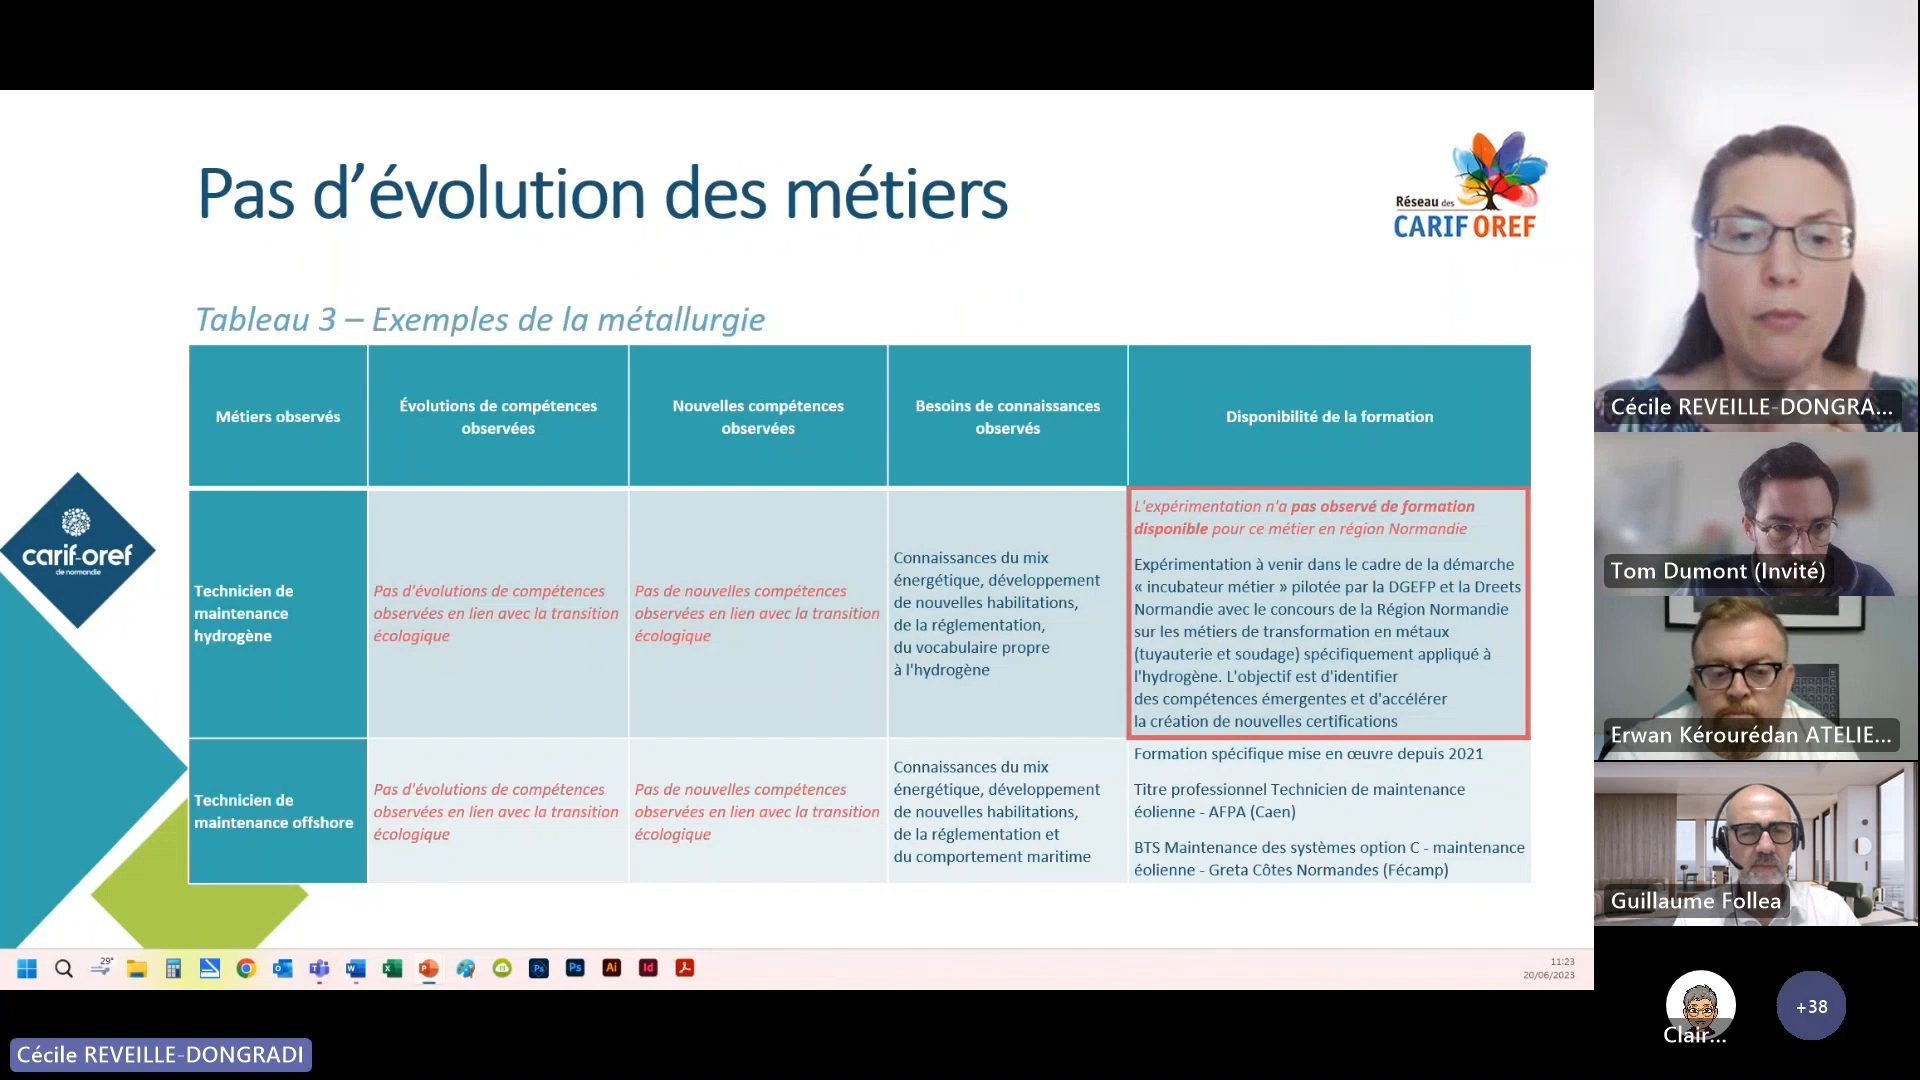 Pas d'évolution des métiers
Réseau des
CARIF OREF
Tableau 3 – Exemples de la métallurgie
Métiers observés
Évolutions de compétences
observées
Nouvelles compétences
observées
Besoins de connaissances
observés
Disponibilité de la formation
Technicien de
maintenance
hydrogène
Pas d'évolutions de compétences
observées en lien avec la transition
écologique
Pas de nouvelles compétences
observées en lien avec la transition
écologique
Connaissances du mix
énergétique, développement
de nouvelles habilitations,
de la réglementation,
du vocabulaire propre
à l'hydrogène
L'expérimentation n'a pas observé de formation
disponible pour ce métier en région Normandie
Expérimentation à venir dans le cadre de la démarche
« incubateur métier » pilotée par la DGEFP et la Dreets
Normandie avec le concours de la Région Normandie
sur les métiers de transformation en métaux
(tuyauterie et soudage) spécifiquement appliqué à
l'hydrogène. L'objectif est d'identifier
des compétences émergentes et d'accélérer
la création de nouvelles certifications
Technicien de
maintenance offshore
Pas d'évolutions de compétences
observées en lien avec la transition
écologique
Pas de nouvelles compétences
observées en lien avec la transition
écologique
Connaissances du mix
énergétique, développement
de nouvelles habilitations,
de la réglementation et
du comportement maritime
Formation spécifique mise en œuvre depuis 2021
Titre professionnel Technicien de maintenance
éolienne - AFPA (Caen)
BTS Maintenance des systèmes option C - maintenance
éolienne - Greta Côtes Normandes (Fécamp)
carif-oref
de normandie
29°
Ps
Ps
Ai
Id
11:23
20/06/2023
Cécile REVEILLE-DONGRADI
Cécile REVEILLE-DONGRA...
Tom Dumont (Invité)
Erwan Kérourédan ATELIE...
Guillaume Follea
Clair...
+38